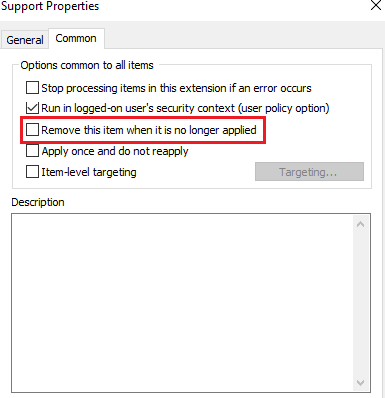 Support Properties
General
Common
Options common to all items
Stop processing items in this extension if an error occurs
Run in logged-on user's security context (user policy option)
Remove this item when it is no longer applied
Apply once and do not reapply
Item-level targeting
Targeting...
Description